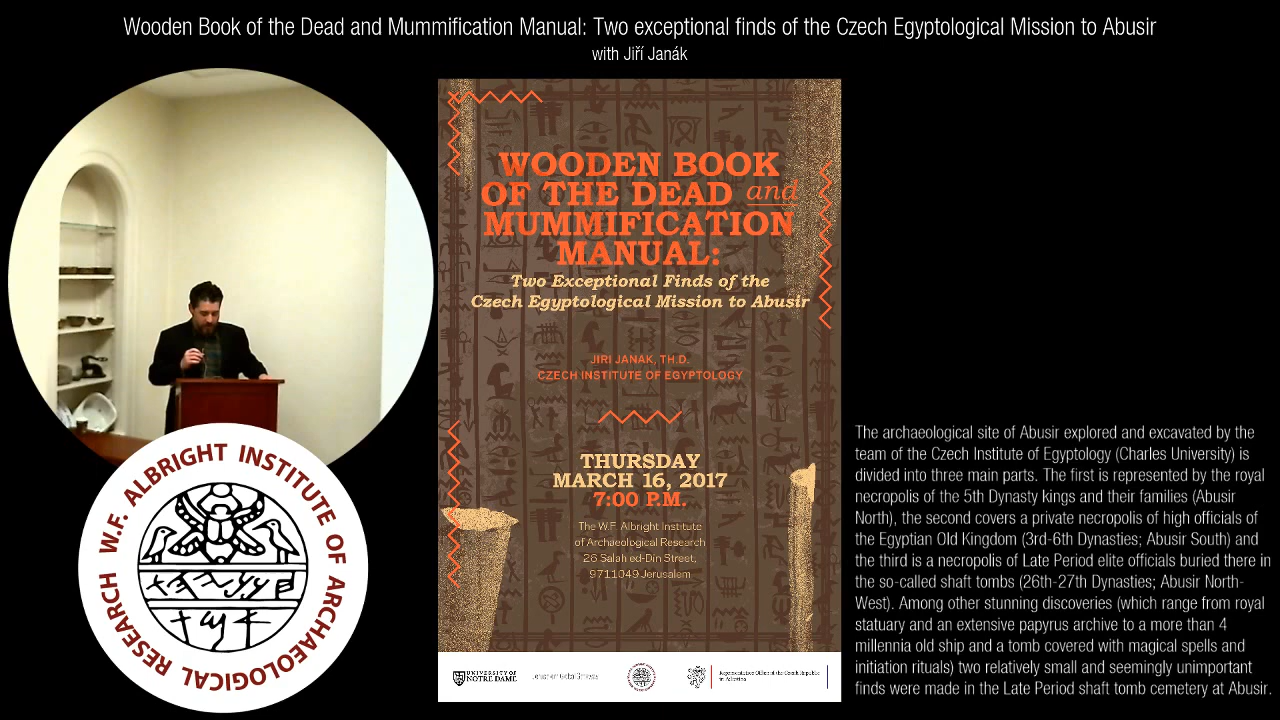 Wooden Book of the Dead and Mummification Manual: Two exceptional finds of the Czech Egyptological Mission to Abusir
with Jiří Janák
W.F. ALBRIGHT INSTITUTE OF ARCHAEOLOGICAL RESEARCH
WOODEN BOOK
OF THE DEAD and
MUMMIFICATION
MANUAL:
Two Exceptional Finds of the
Czech Egyptological Mission to Abusir
JIRI JANAK, TH.D.
CZECH INSTITUTE OF EGYPTOLOGY
THURSDAY
MARCH 16, 2017
7:00 P.M.
The W.F. Albright Institute
of Archaeological Research
26 Salah ed-Din Street,
9711049 Jerusalem
UNIVERSITY OF
NOTRE DAME
Representative Office of the Czech Republic
The archaeological site of Abusir explored and excavated by the
team of the Czech Institute of Egyptology (Charles University) is
divided into three main parts. The first is represented by the royal
necropolis of the 5th Dynasty kings and their families (Abusir
North), the second covers a private necropolis of high officials of
the Egyptian Old Kingdom (3rd-6th Dynasties; Abusir South) and
the third is a necropolis of Late Period elite officials buried there in
the so-called shaft tombs (26th-27th Dynasties; Abusir North-
West). Among other stunning discoveries (which range from royal
statuary and an extensive papyrus archive to a more than 4
millennia old ship and a tomb covered with magical spells and
initiation rituals) two relatively small and seemingly unimportant
finds were made in the Late Period shaft tomb cemetery at Abusir.